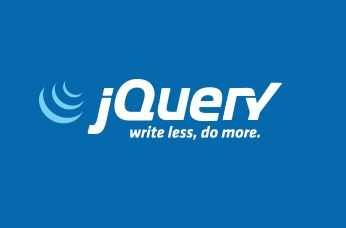 jQuery
write less, do more.